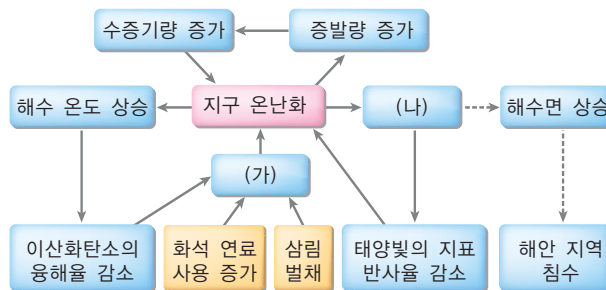 수증기량 증가
증발량 증가
해수 온도 상승
지구 온난화
(나)
해수면 상승
(가)
이산화탄소의
융해율 감소
화석 연료
사용 증가
삼림
벌채
태양빛의 지표
반사율 감소
해안 지역
침수